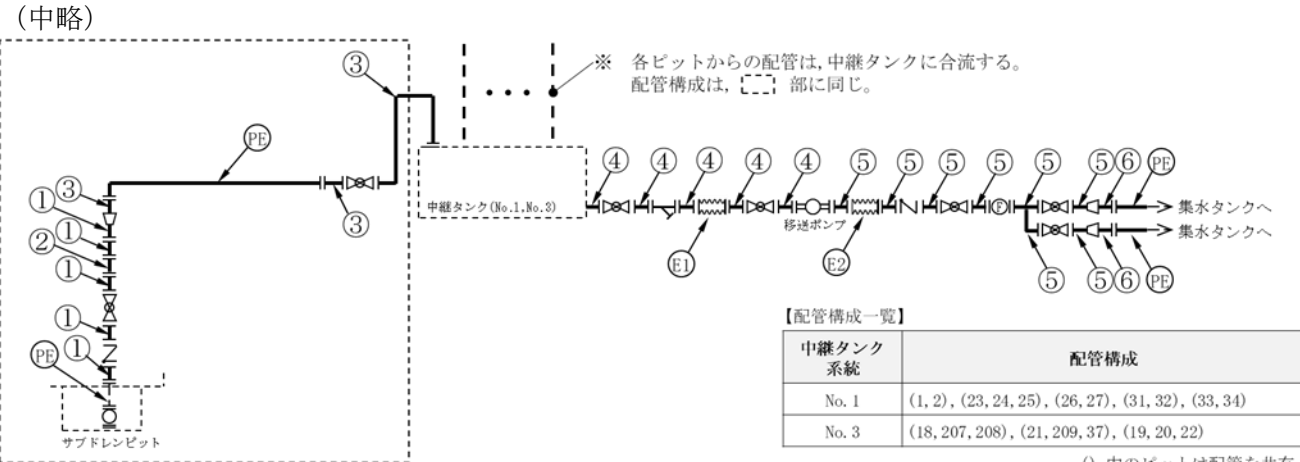 （中略）
※ 各ピットからの配管は,中継タンクに合流する。
配管構成は, 部に同じ。
③
PE
③
①
①
②
①
①
PE
①
③
サブドレンピット
中継タンク(No.1,No.3)
④ ④ ④ ④ ④ ⑤ ⑤ ⑤ ⑤ ⑤ ⑤ ⑥ PE
移送ポンプ
F
集水タンクへ
集水タンクへ
E1 E2 ⑤ ⑤ ⑥ PE
【配管構成一覧】
中継タンク系統 配管構成
No. 1 (1, 2), (23, 24, 25), (26, 27), (31, 32), (33, 34)
No. 3 (18, 207, 208), (21, 209, 37), (19, 20, 22)